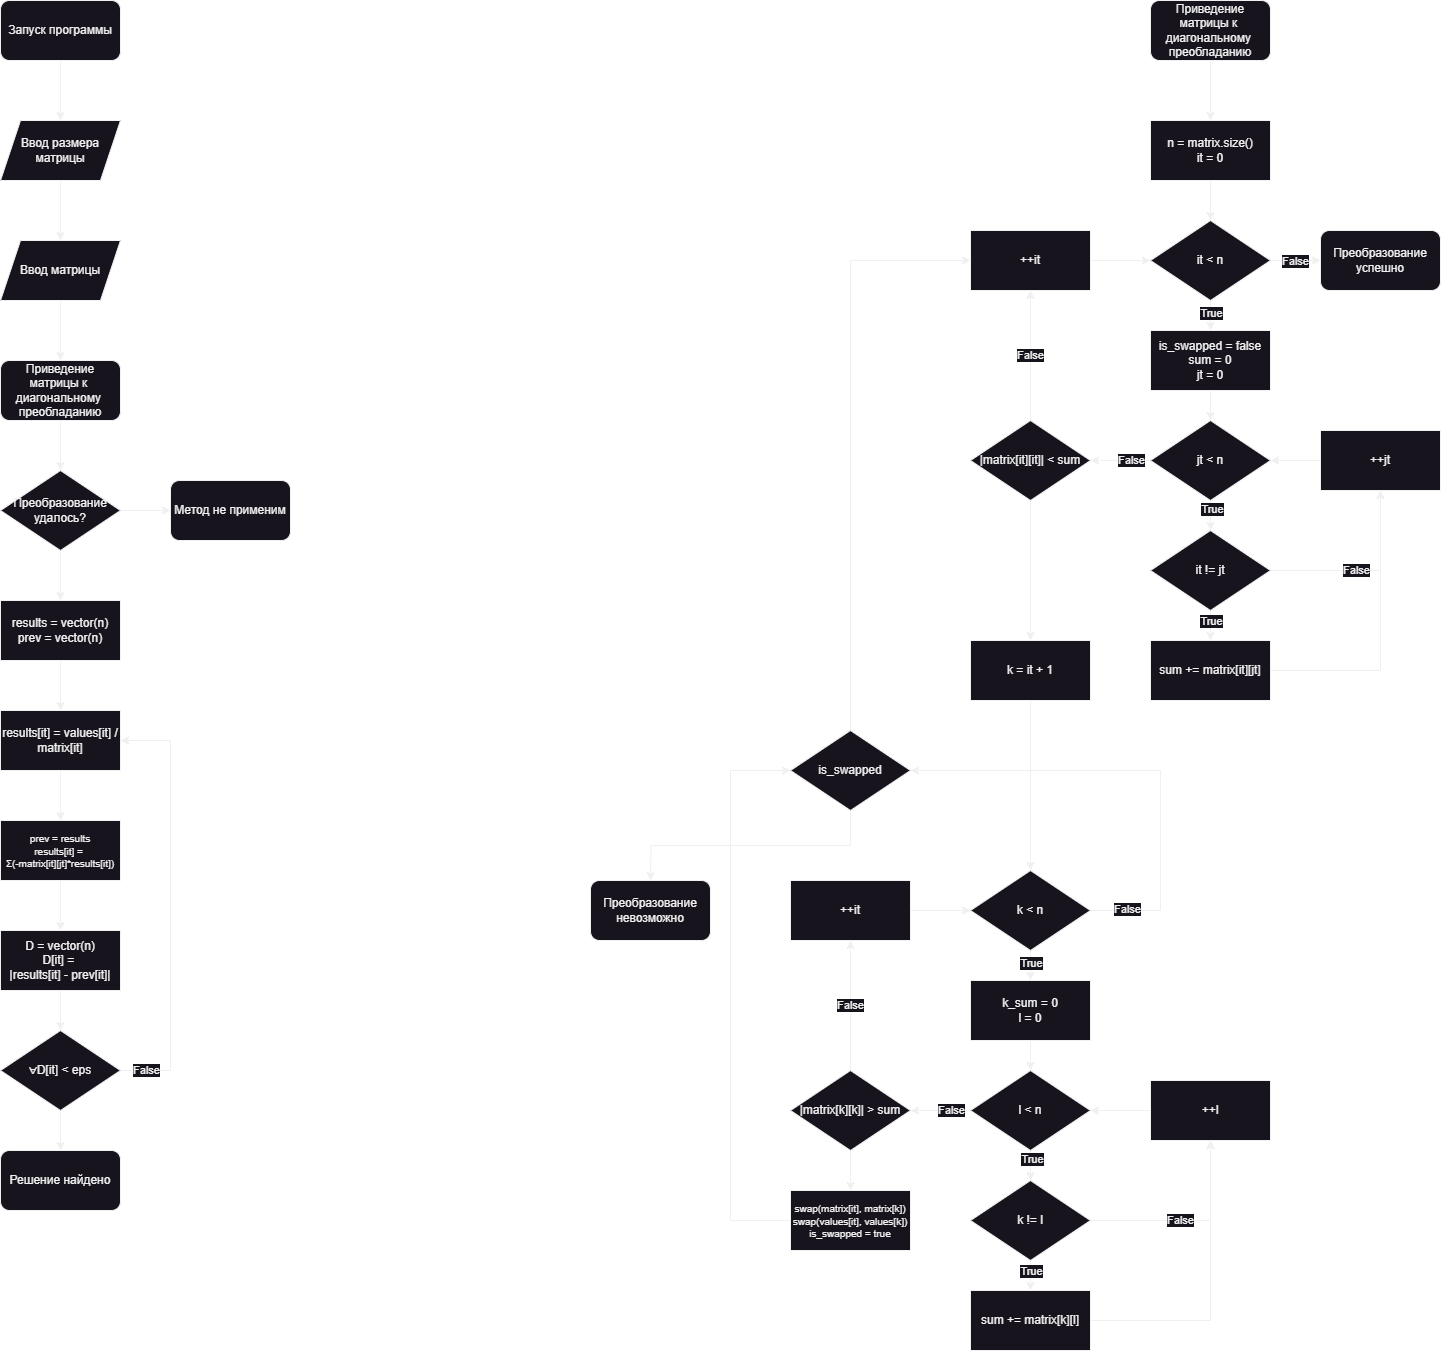 Запуск программы
Ввод размера
матрицы
Ввод матрицы
Приведение
матрицы к
диагональному
преобладанию
Преобразование
удалось?
Метод не применим
results = vector(n)
prev = vector(n)
results[it] = values[it] /
matrix[it]
prev = results
results[it] =
Σ(-matrix[it][jt]*results[it])
D = vector(n)
D[it] =
|results[it] - prev[it]|
∀D[it] < eps
False
Решение найдено
Приведение
матрицы к
диагональному
преобладанию
n = matrix.size()
it = 0
++it
it < n
False
Преобразование
успешно
True
is_swapped = false
sum = 0
jt = 0
False
|matrix[it][it]| < sum
False
jt < n
++jt
True
it != jt
False
True
k = it + 1
sum += matrix[it][jt]
is_swapped
Преобразование
невозможно
++it
k < n
False
True
False
k_sum = 0
l = 0
|matrix[k][k]| > sum
False
l < n
++l
True
swap(matrix[it], matrix[k])
swap(values[it], values[k])
is_swapped = true
k != l
False
True
sum += matrix[k][l]